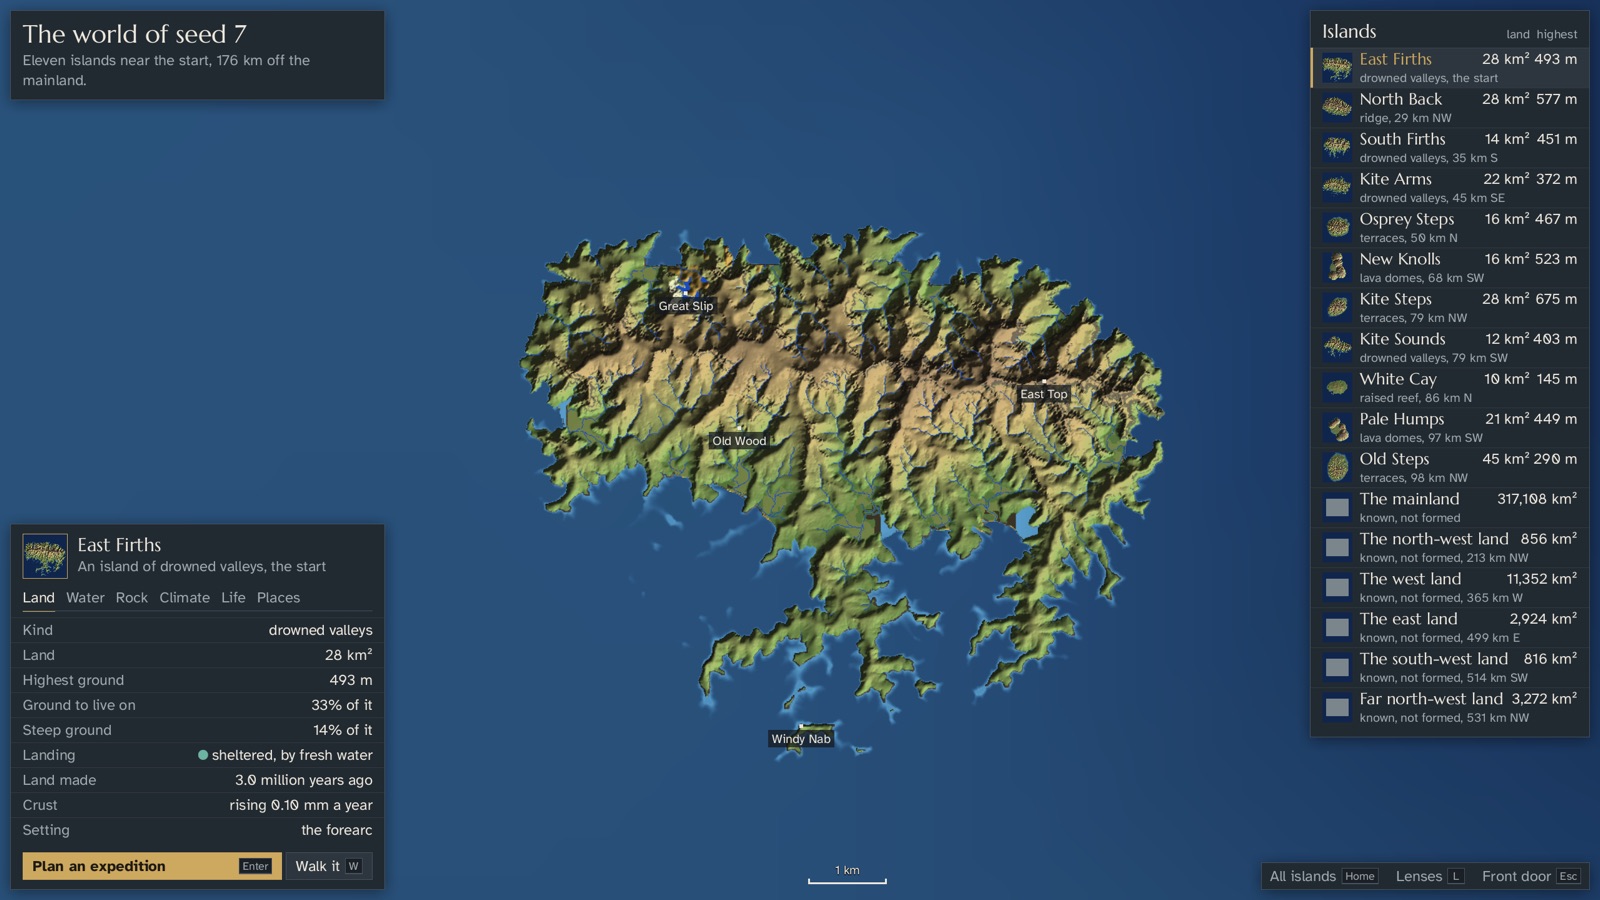 The world of seed 7
Eleven islands near the start, 176 km off the
mainland.
Great Slip
East Top
Old Wood
Windy Nab
1 km
East Firths
An island of drowned valleys, the start
Land Water Rock Climate Life Places
Kind drowned valleys
Land 28 km²
Highest ground 493 m
Ground to live on 33% of it
Steep ground 14% of it
Landing sheltered, by fresh water
Land made 3.0 million years ago
Crust rising 0.10 mm a year
Setting the forearc
Plan an expedition Enter Walk it W
Islands land highest
East Firths 28 km² 493 m
drowned valleys, the start
North Back 28 km² 577 m
ridge, 29 km NW
South Firths 14 km² 451 m
drowned valleys, 35 km S
Kite Arms 22 km² 372 m
drowned valleys, 45 km SE
Osprey Steps 16 km² 467 m
terraces, 50 km N
New Knolls 16 km² 523 m
lava domes, 68 km SW
Kite Steps 28 km² 675 m
terraces, 79 km NW
Kite Sounds 12 km² 403 m
drowned valleys, 79 km SW
White Cay 10 km² 145 m
raised reef, 86 km N
Pale Humps 21 km² 449 m
lava domes, 97 km SW
Old Steps 45 km² 290 m
terraces, 98 km NW
The mainland 317,108 km²
known, not formed
The north-west land 856 km²
known, not formed, 213 km NW
The west land 11,352 km²
known, not formed, 365 km W
The east land 2,924 km²
known, not formed, 499 km E
The south-west land 816 km²
known, not formed, 514 km SW
Far north-west land 3,272 km²
known, not formed, 531 km NW
All islands Home Lenses L Front door Esc